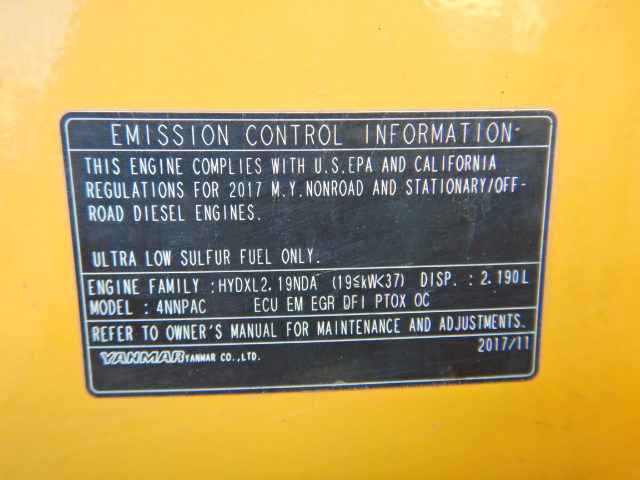 EMISSION CONTROL INFORMATION
THIS ENGINE COMPLIES WITH U.S.EPA AND CALIFORNIA
REGULATIONS FOR 2017 M.Y.NONROAD AND STATIONARY/OFF-
ROAD DIESEL ENGINES.
ULTRA LOW SULFUR FUEL ONLY.
ENGINE FAMILY :HYDXL2.19NDA (19≤kW<37) DISP. : 2.190L
MODEL : 4NNPAC ECU EM EGR DFI PTOX OC
REFER TO OWNER'S MANUAL FOR MAINTENANCE AND ADJUSTMENTS.
YANMAR YANMAR CO.,LTD. 2017/11